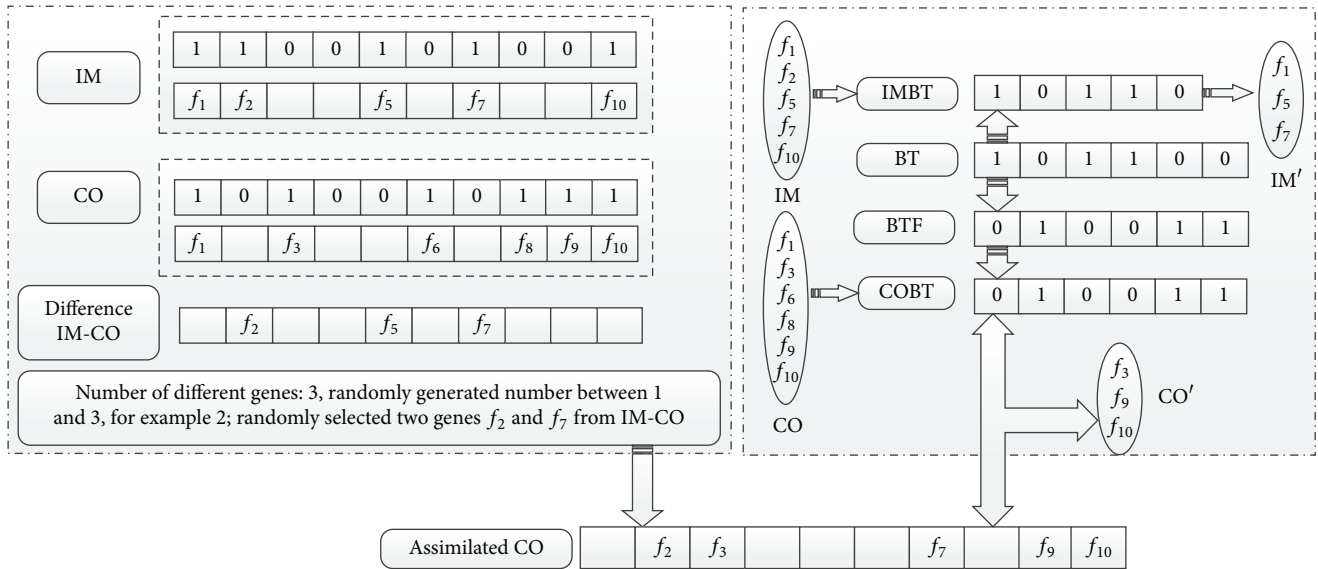 IM
1 1 0 0 1 0 1 0 0 1
f1 f2 f5 f7 f10
CO
1 0 1 0 0 1 0 1 1 1
f1 f3 f6 f8 f9 f10
Difference
IM-CO
f2 f5 f7
Number of different genes: 3, randomly generated number between 1
and 3, for example 2; randomly selected two genes f2 and f7 from IM-CO
f1
f2
f5
f7
f10
IM
IMBT
1 0 1 1 0
f1
f5
f7
IM′
BT
1 0 1 1 0 0
BTF
0 1 0 0 1 1
f1
f3
f6
f8
f9
f10
CO
COBT
0 1 0 0 1 1
f3
f9
f10
CO′
Assimilated CO
f2 f3 f7 f9 f10